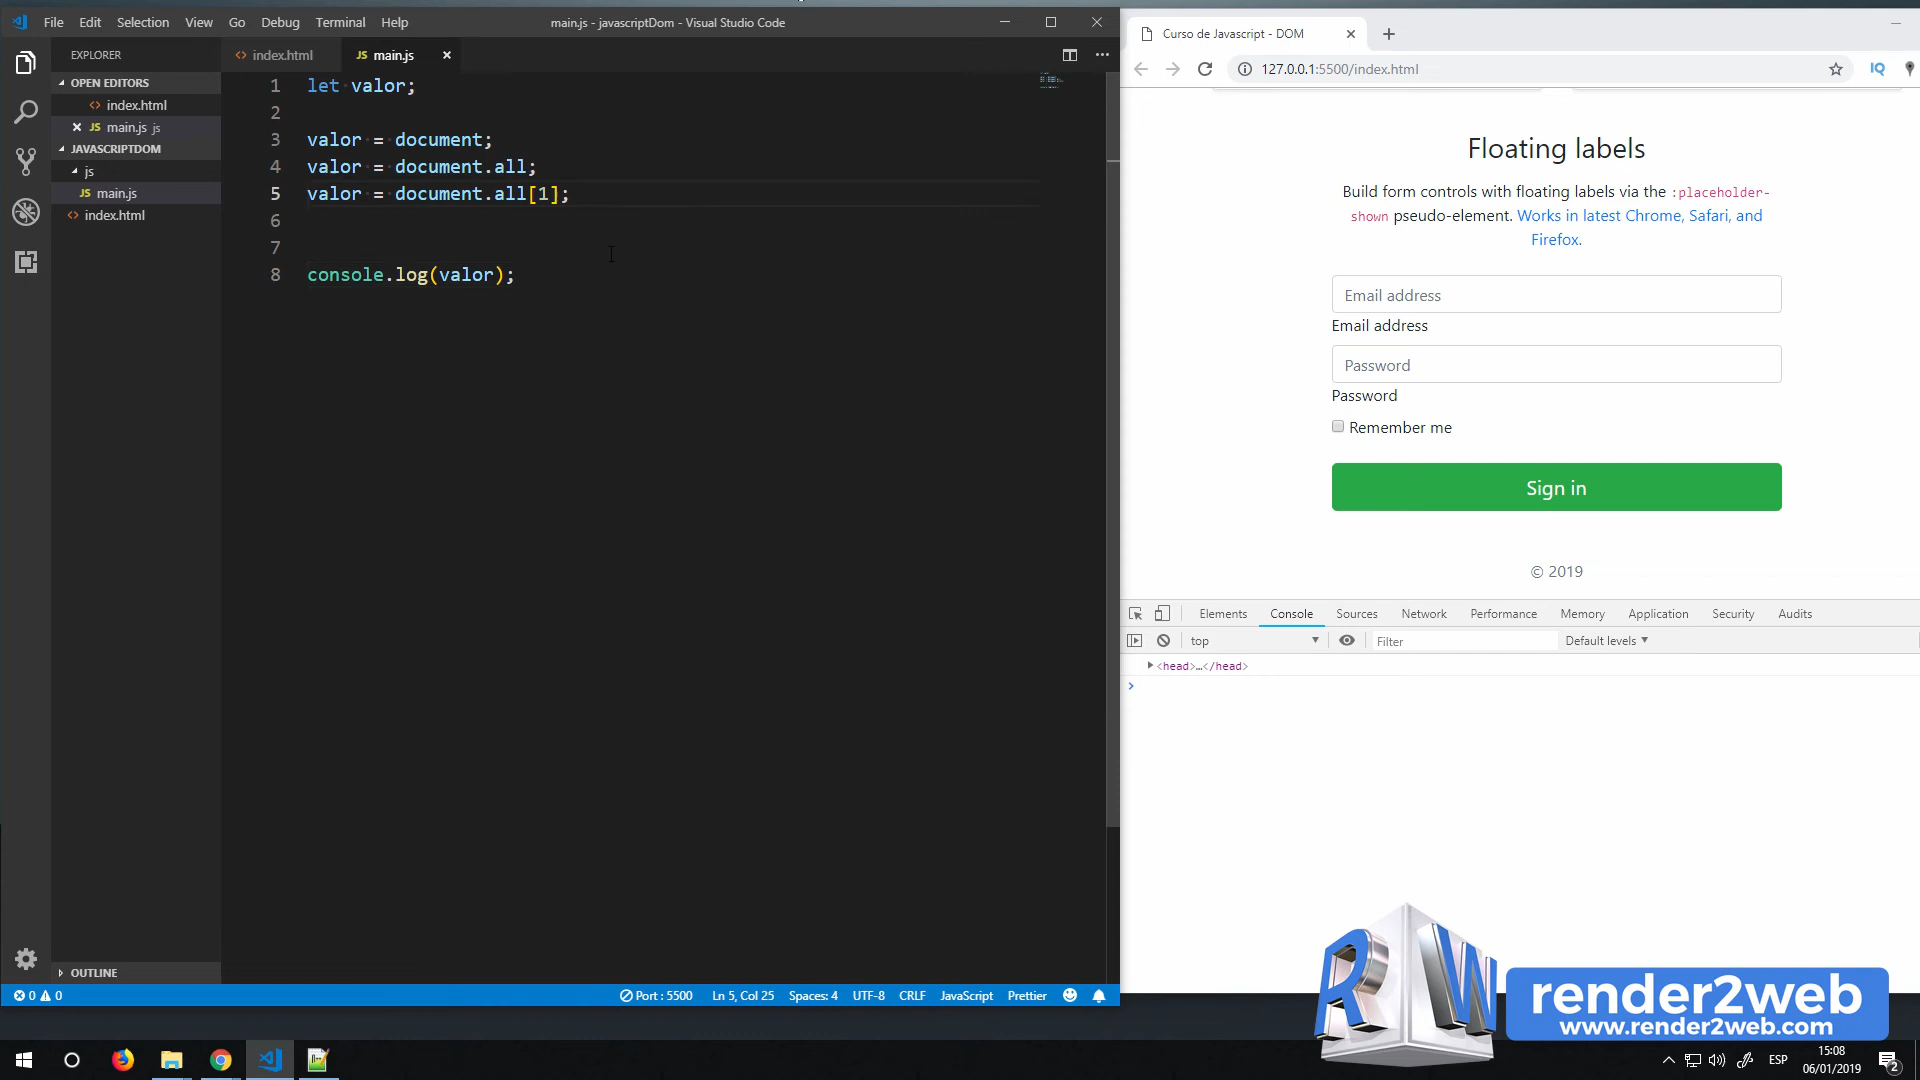 File Edit Selection View Go Debug Terminal Help
main.js - javascriptDom - Visual Studio Code
EXPLORER
OPEN EDITORS
index.html
main.js js
JAVASCRIPTDOM
js
JS main.js
index.html
OUTLINE
index.html
JS main.js
1 let valor;
2
3 valor = document;
4 valor = document.all;
5 valor = document.all[1];
6
7
8 console.log(valor);
0 0
Port : 5500 Ln 5, Col 25 Spaces: 4 UTF-8 CRLF JavaScript Prettier
Curso de Javascript - DOM
127.0.0.1:5500/index.html
IQ
Floating labels
Build form controls with floating labels via the :placeholder-
shown pseudo-element. Works in latest Chrome, Safari, and
Firefox.
Email address
Email address
Password
Password
Remember me
Sign in
© 2019
Elements Console Sources Network Performance Memory Application Security Audits
top Filter Default levels
<head>…</head>
RW
render2web
www.render2web.com
ESP
15:08
06/01/2019
2